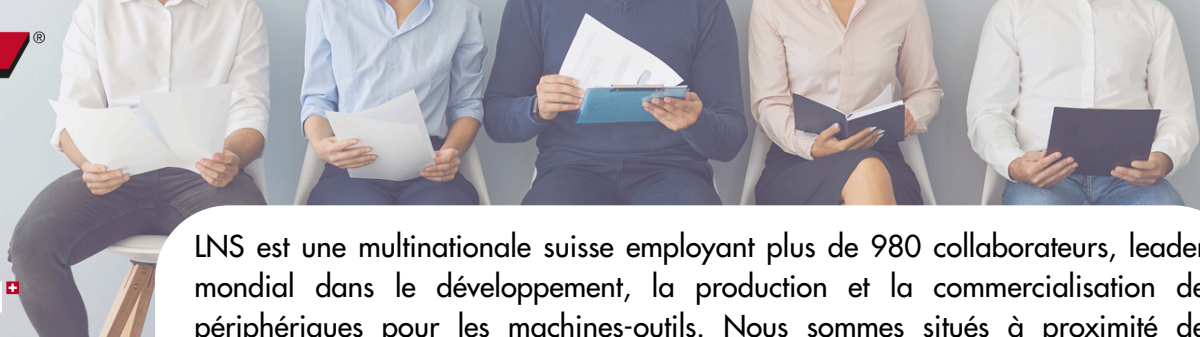 ®
LNS est une multinationale suisse employant plus de 980 collaborateurs, leader
mondial dans le développement, la production et la commercialisation de
périphériques pour les machines-outils. Nous sommes situés à proximité de